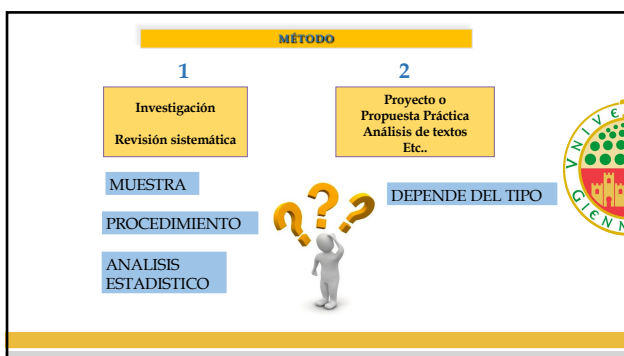 MÉTODO
1
Investigación
Revisión sistemática
MUESTRA
PROCEDIMIENTO
ANALISIS
ESTADISTICO
2
Proyecto o
Propuesta Práctica
Análisis de textos
Etc..
DEPENDE DEL TIPO